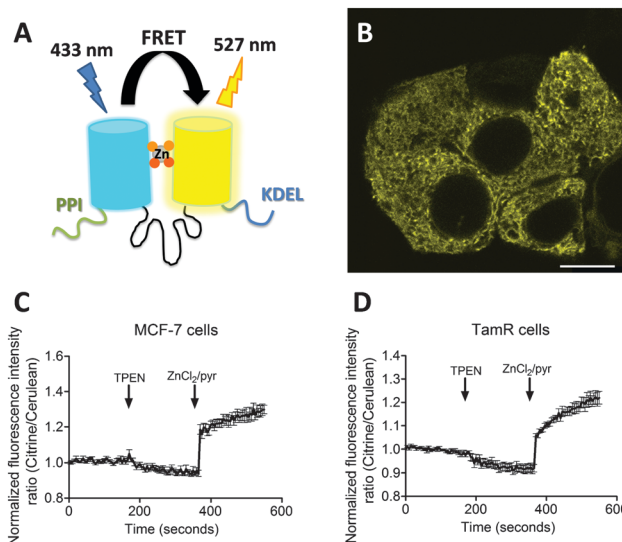 A
433 nm
FRET
527 nm
Zn
PPI
KDEL
B
C
MCF-7 cells
Normalized fluorescence intensity
ratio (Citrine/Cerulean)
1.6
1.4
1.2
1.0
0.8
TPEN
ZnCl₂/pyr
0
200
400
600
Time (seconds)
D
TamR cells
Normalized fluorescence intensity
ratio (Citrine/Cerulean)
1.4
1.3
1.2
1.1
1.0
0.9
0.8
TPEN
ZnCl₂/pyr
0
200
400
600
Time (seconds)